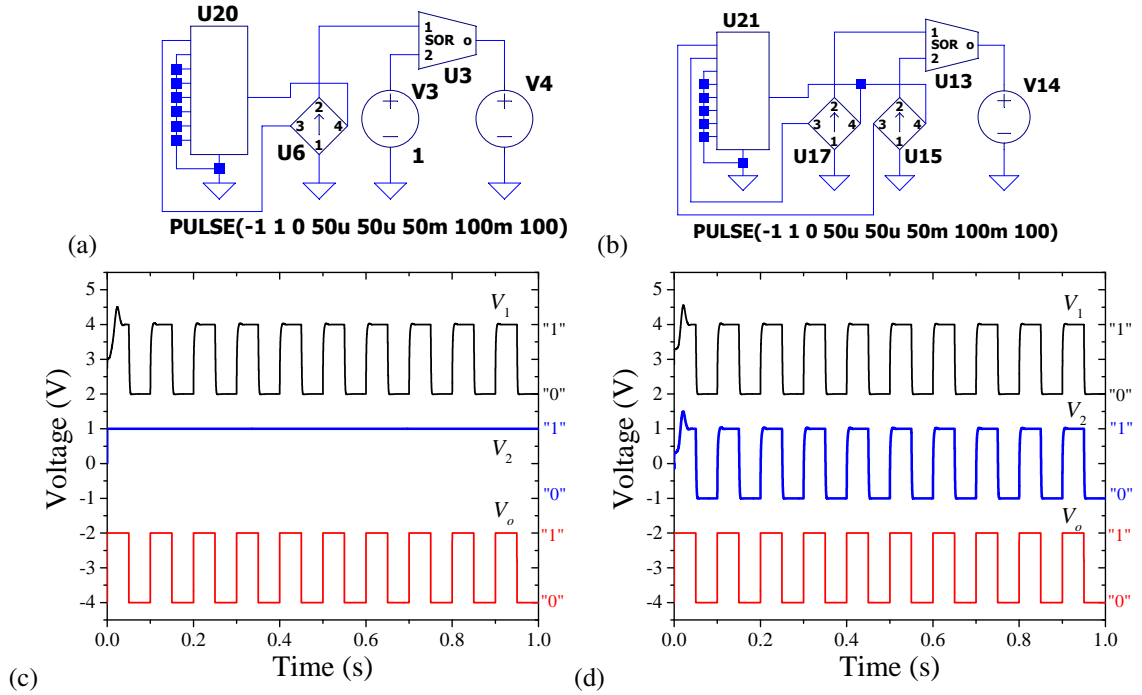 U20
1
SOR o
2
U3
V3
V4
2
3 4
1
U6
1
(a)
PULSE(-1 1 0 50u 50u 50m 100m 100)
U21
1
SOR o
2
U13
V14
2
3 4
1
U17
2
3 4
1
U15
(b)
PULSE(-1 1 0 50u 50u 50m 100m 100)
Voltage (V)
5
4
3
2
1
0
-1
-2
-3
-4
V1
"1"
"0"
"1"
V2
"0"
Vo
"1"
"0"
0.0 0.2 0.4 0.6 0.8 1.0
Time (s)
(c)
Voltage (V)
5
4
3
2
1
0
-1
-2
-3
-4
V1
"1"
"0"
V2
"1"
"0"
Vo
"1"
"0"
0.0 0.2 0.4 0.6 0.8 1.0
Time (s)
(d)